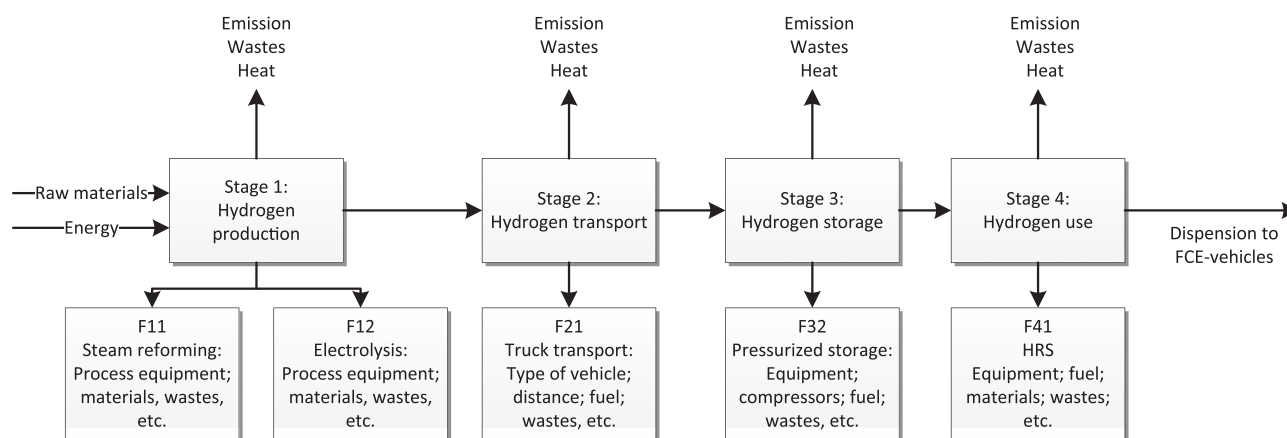 Emission
Wastes
Heat
Emission
Wastes
Heat
Emission
Wastes
Heat
Emission
Wastes
Heat
Raw materials
Energy
Stage 1:
Hydrogen
production
Stage 2:
Hydrogen transport
Stage 3:
Hydrogen storage
Stage 4:
Hydrogen use
Dispension to
FCE-vehicles
F11
Steam reforming:
Process equipment;
materials, wastes,
etc.
F12
Electrolysis:
Process equipment;
materials, wastes,
etc.
F21
Truck transport:
Type of vehicle;
distance; fuel;
wastes, etc.
F32
Pressurized storage:
Equipment;
compressors; fuel;
wastes, etc.
F41
HRS
Equipment; fuel;
materials; wastes;
etc.